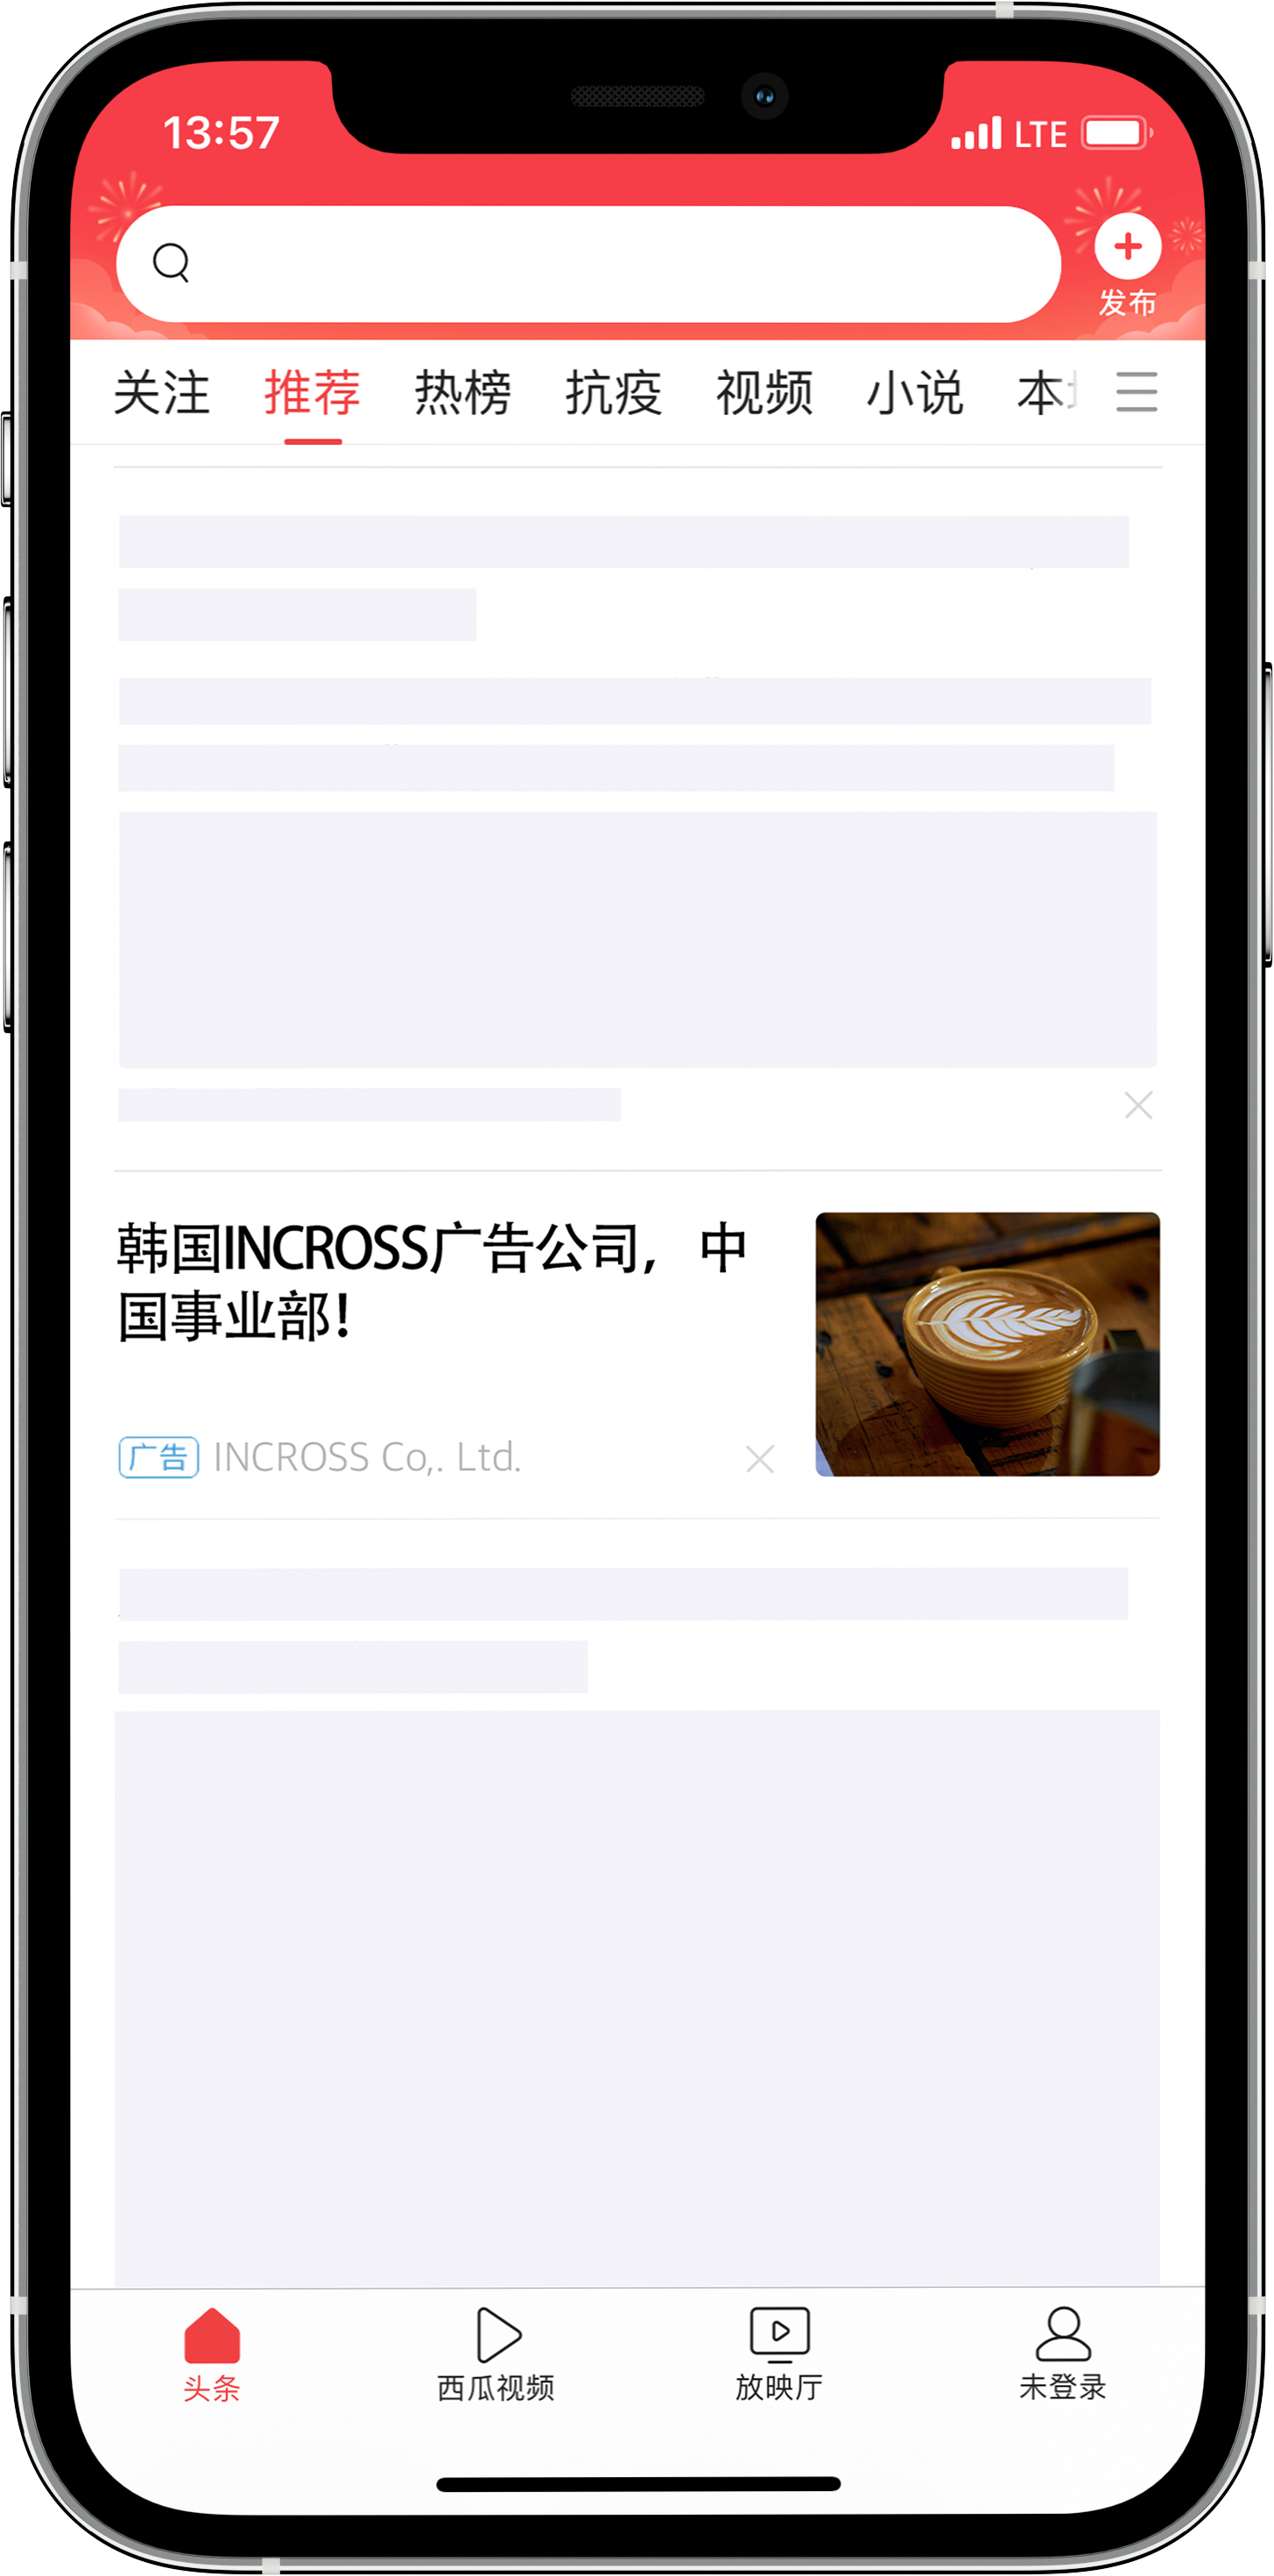 13:57 LTE
发布
关注 推荐 热榜 抗疫 视频 小说 本
韩国INCROSS广告公司，中
国事业部！
广告 INCROSS Co,. Ltd.
头条 西瓜视频 放映厅 未登录